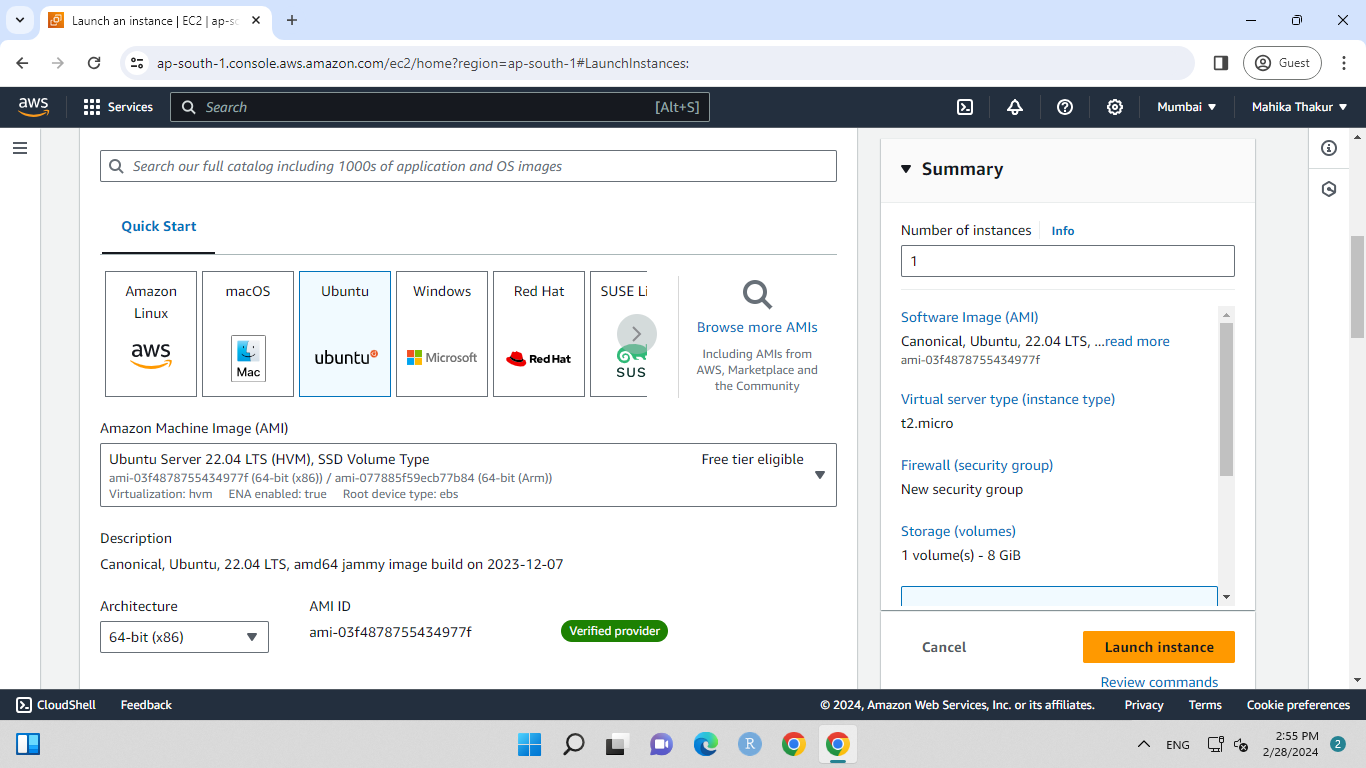 Launch an instance | EC2 | ap-so
ap-south-1.console.aws.amazon.com/ec2/home?region=ap-south-1#LaunchInstances:
Guest
aws
Services
Search
[Alt+S]
Mumbai
Mahika Thakur
Search our full catalog including 1000s of application and OS images
Quick Start
Amazon
Linux
aws
macOS
Mac
Ubuntu
ubuntu
Windows
Microsoft
Red Hat
Red Hat
SUSE Li
SUS
Browse more AMIs
Including AMIs from
AWS, Marketplace and
the Community
Amazon Machine Image (AMI)
Ubuntu Server 22.04 LTS (HVM), SSD Volume Type
Free tier eligible
ami-03f4878755434977f (64-bit (x86)) / ami-077885f59ecb77b84 (64-bit (Arm))
Virtualization: hvm ENA enabled: true Root device type: ebs
Description
Canonical, Ubuntu, 22.04 LTS, amd64 jammy image build on 2023-12-07
Architecture
64-bit (x86)
AMI ID
ami-03f4878755434977f
Verified provider
Summary
Number of instances
Info
1
Software Image (AMI)
Canonical, Ubuntu, 22.04 LTS, ...read more
ami-03f4878755434977f
Virtual server type (instance type)
t2.micro
Firewall (security group)
New security group
Storage (volumes)
1 volume(s) - 8 GiB
Cancel
Launch instance
Review commands
CloudShell
Feedback
© 2024, Amazon Web Services, Inc. or its affiliates.
Privacy
Terms
Cookie preferences
R
ENG
2:55 PM
2/28/2024
2